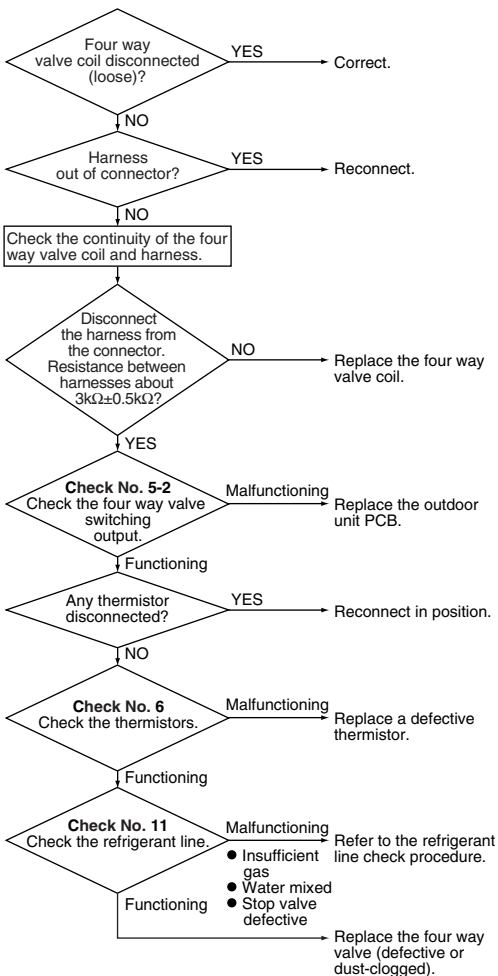 Four way
valve coil disconnected
(loose)?
YES
Correct.
NO
Harness
out of connector?
YES
Reconnect.
NO
Check the continuity of the four
way valve coil and harness.
Disconnect
the harness from
the connector.
Resistance between
harnesses about
3kΩ±0.5kΩ?
NO
Replace the four way
valve coil.
YES
Check No. 5-2
Check the four way valve
switching
output.
Malfunctioning
Replace the outdoor
unit PCB.
Functioning
Any thermistor
disconnected?
YES
Reconnect in position.
NO
Check No. 6
Check the thermistors.
Malfunctioning
Replace a defective
thermistor.
Functioning
Check No. 11
Check the refrigerant line.
Malfunctioning
● Insufficient
gas
● Water mixed
● Stop valve
defective
Refer to the refrigerant
line check procedure.
Functioning
Replace the four way
valve (defective or
dust-clogged).